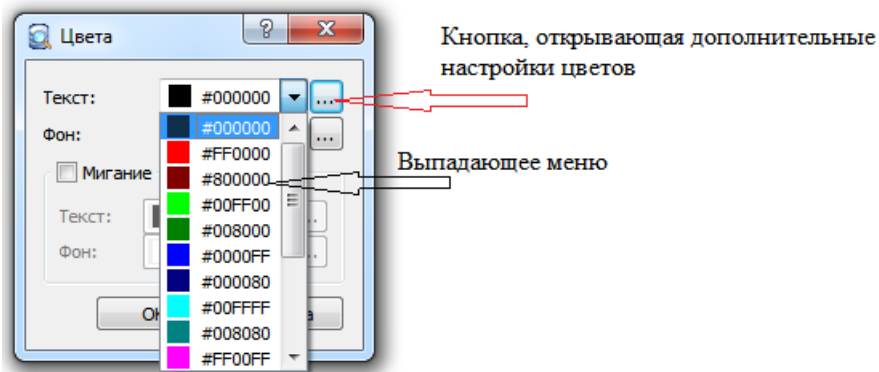 Цвета
?
X
Кнопка, открывающая дополнительные
настройки цветов
Текст:
#000000
...
Фон:
#000000
...
#FF0000
Мигание
#800000
Выпадающее меню
#00FF00
Текст:
#008000
Фон:
#0000FF
#000080
#00FFFF
#008080
#FF00FF